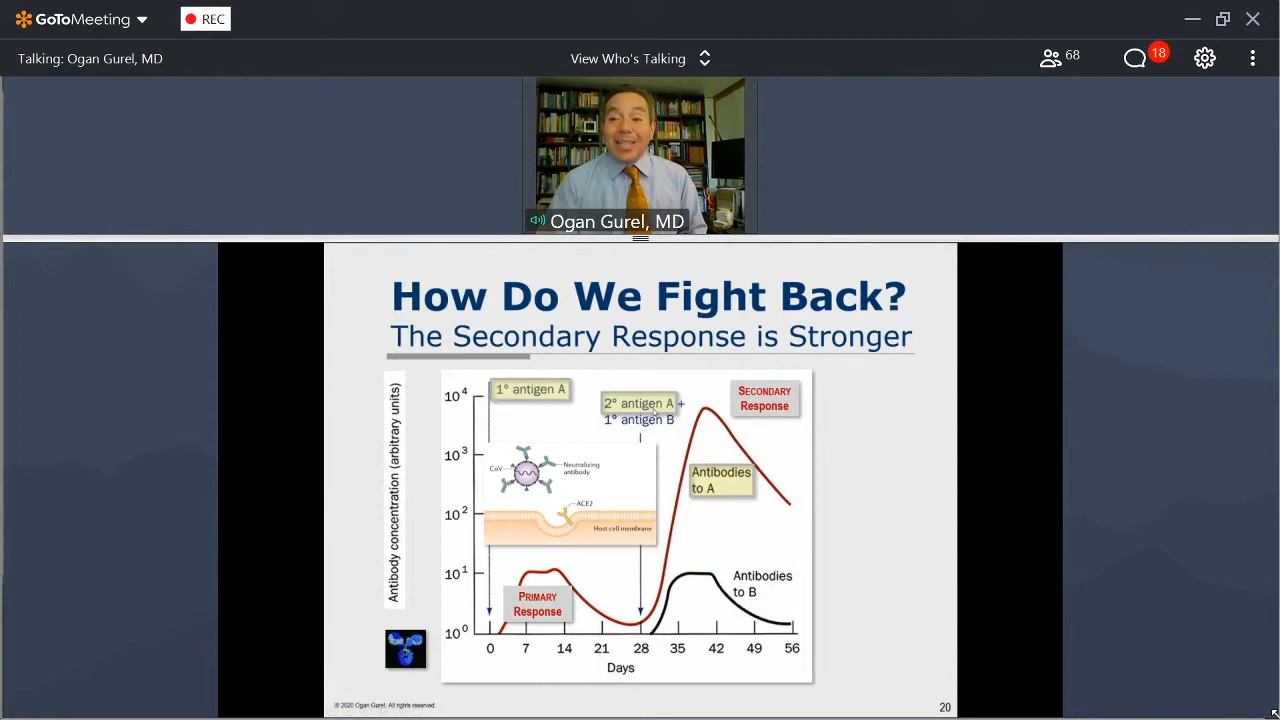 GoToMeeting
REC
Talking: Ogan Gurel, MD
View Who's Talking
68
18
Ogan Gurel, MD
How Do We Fight Back?
The Secondary Response is Stronger
Antibody concentration (arbitrary units)
10⁴
10³
10²
10¹
10⁰
1° antigen A
2° antigen A +
1° antigen B
SECONDARY
Response
CoV
Neutralizing
antibody
ACE2
Host cell membrane
Antibodies
to A
PRIMARY
Response
Antibodies
to B
0 7 14 21 28 35 42 49 56
Days
© 2020 Ogan Gurel. All rights reserved.
20